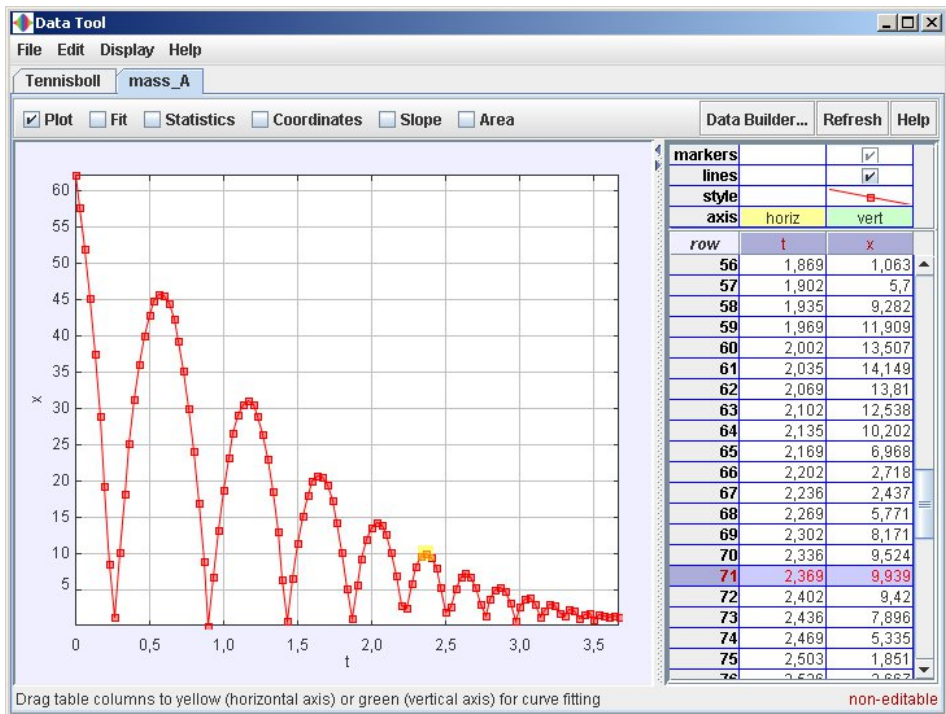 Data Tool
File Edit Display Help
Tennisboll mass_A
Plot Fit Statistics Coordinates Slope Area Data Builder... Refresh Help
markers
lines
style
axis horiz vert
row t x
56 1,869 1,063
57 1,902 5,7
58 1,935 9,282
59 1,969 11,909
60 2,002 13,507
61 2,035 14,149
62 2,069 13,81
63 2,102 12,538
64 2,135 10,202
65 2,169 6,968
66 2,202 2,718
67 2,236 2,437
68 2,269 5,771
69 2,302 8,171
70 2,336 9,524
71 2,369 9,939
72 2,402 9,42
73 2,436 7,896
74 2,469 5,335
75 2,503 1,851
60
55
50
45
40
35
30
25
20
15
10
5
x
0 0,5 1,0 1,5 2,0 2,5 3,0 3,5
t
Drag table columns to yellow (horizontal axis) or green (vertical axis) for curve fitting non-editable